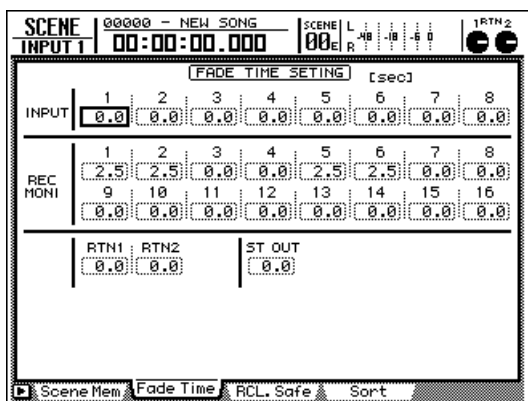 SCENE 00000 - NEW SONG SCENE L 1RTN2
INPUT 1 00:00:00.000 00E R -48 -18 -6 0
FADE TIME SETING [sec]
1 2 3 4 5 6 7 8
INPUT 0.0 0.0 0.0 0.0 0.0 0.0 0.0 0.0
1 2 3 4 5 6 7 8
REC MONI 2.5 2.5 0.0 0.0 2.5 2.5 0.0 0.0
9 10 11 12 13 14 15 16
0.0 0.0 0.0 0.0 0.0 0.0 0.0 0.0
RTN1 RTN2 ST OUT
0.0 0.0 0.0
Scene Mem Fade Time RCL. Safe Sort